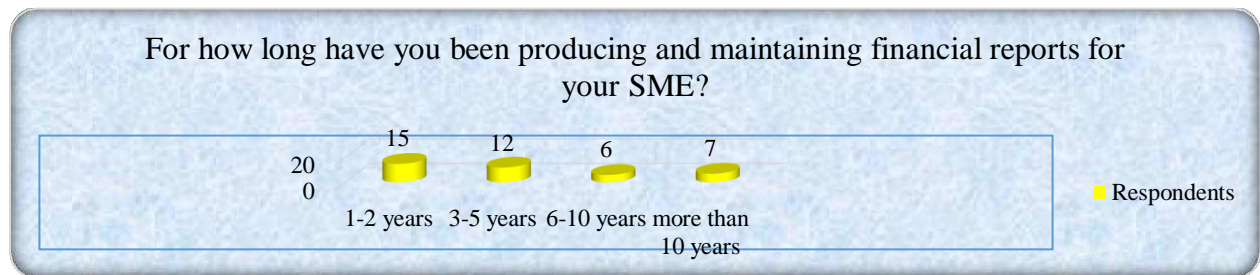 For how long have you been producing and maintaining financial reports for
your SME?
15 12 6 7
20
0
1-2 years 3-5 years 6-10 years more than
10 years
Respondents